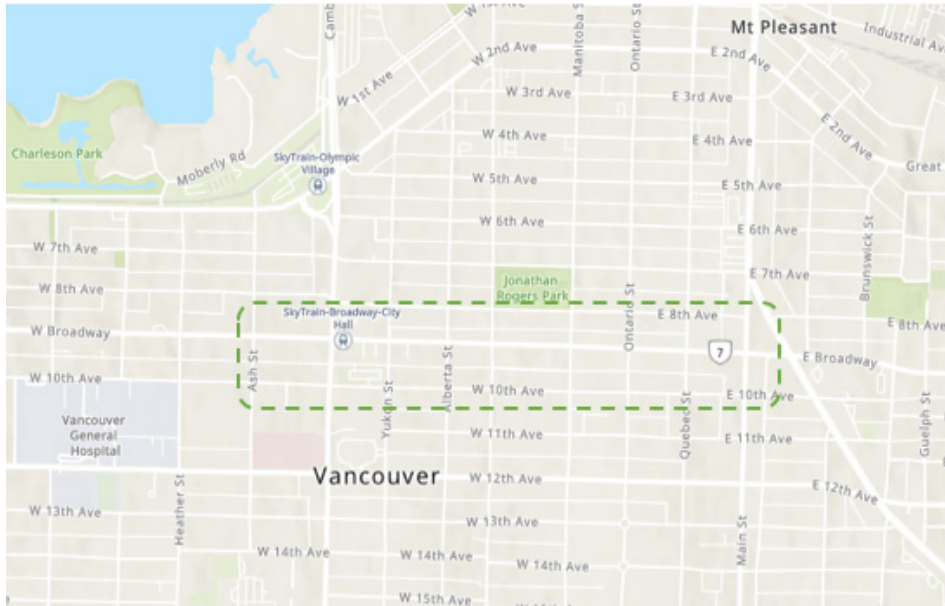 W 1st Ave
Camb
Manitoba St
Ontario St
Mt Pleasant
Industrial Av
W 2nd Ave
E 2nd Ave
W 1st Ave
W 3rd Ave
E 3rd Ave
E 2nd Ave
W 4th Ave
E 4th Ave
Charleson Park
Moberly Rd
SkyTrain-Olympic
Village
Great
W 5th Ave
E 5th Ave
W 6th Ave
E 6th Ave
Brunswick St
W 7th Ave
E 7th Ave
W 8th Ave
Jonathan
Rogers Park
Ontario St
SkyTrain-Broadway-City
Hall
E 8th Ave
E 8th Ave
W Broadway
7
E Broadway
Ash St
Alberta St
W 10th Ave
Yukon St
W 10th Ave
Quebec St
E 10th Ave
Guelph St
Vancouver
General
Hospital
W 11th Ave
E 11th Ave
Vancouver
W 12th Ave
E 12th Ave
Heather St
W 13th Ave
W 13th Ave
Main St
W 14th Ave
W 14th Ave
W 14th Ave
W 15th Ave